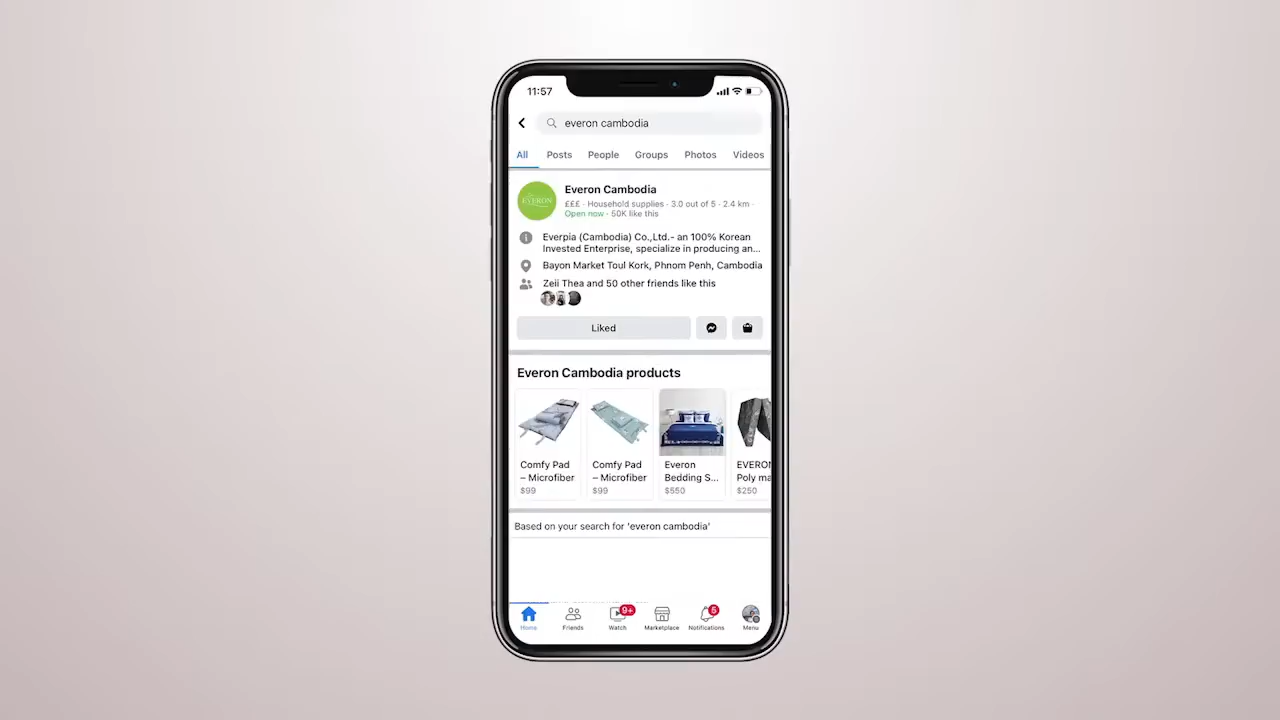 11:57
everon cambodia
All Posts People Groups Photos Videos
EVERON
Everon Cambodia
£££ · Household supplies · 3.0 out of 5 · 2.4 km ·
Open now · 50K like this
Everpia (Cambodia) Co.,Ltd.- an 100% Korean
Invested Enterprise, specialize in producing an...
Bayon Market Toul Kork, Phnom Penh, Cambodia
Zeii Thea and 50 other friends like this
Liked
Everon Cambodia products
Comfy Pad
– Microfiber
$99
Comfy Pad
– Microfiber
$99
Everon
Bedding S...
$550
EVERON
Poly ma
$250
Based on your search for 'everon cambodia'
9+ 5
Home Friends Watch Marketplace Notifications Menu